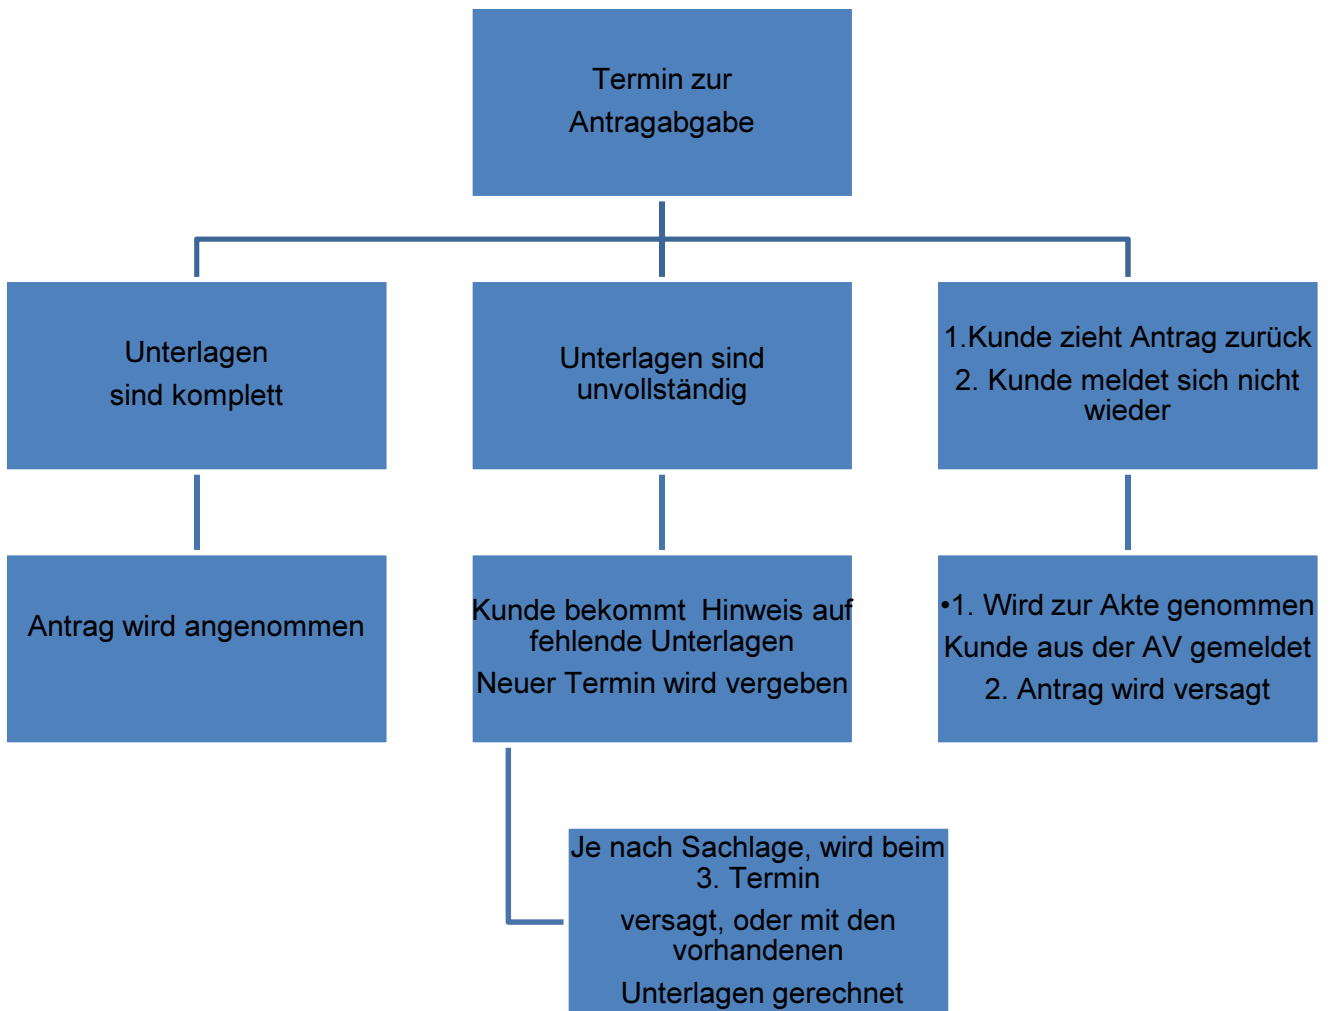 Termin zur
Antragabgabe
Unterlagen
sind komplett
Unterlagen sind
unvollständig
1.Kunde zieht Antrag zurück
2. Kunde meldet sich nicht
wieder
Antrag wird angenommen
Kunde bekommt  Hinweis auf
fehlende Unterlagen
Neuer Termin wird vergeben
•1. Wird zur Akte genommen
Kunde aus der AV gemeldet
2. Antrag wird versagt
Je nach Sachlage, wird beim
3. Termin
versagt, oder mit den
vorhandenen
Unterlagen gerechnet